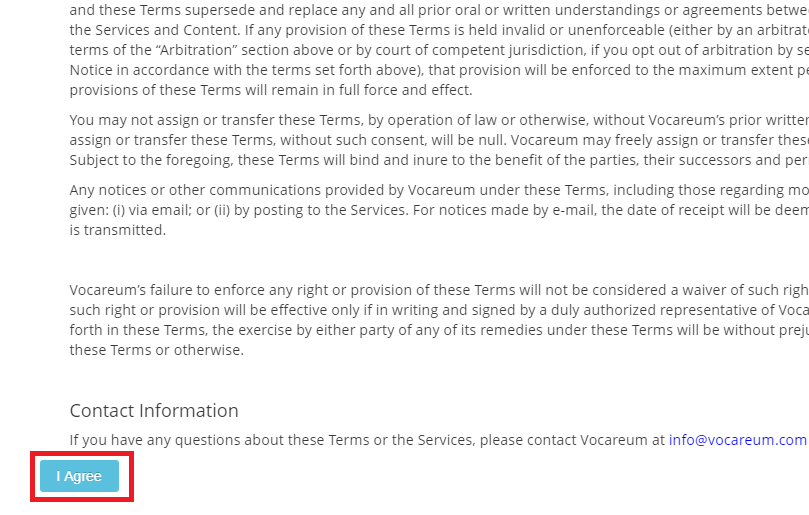 and these Terms supersede and replace any and all prior oral or written understandings or agreements
the Services and Content. If any provision of these Terms is held invalid or unenforceable (either by an
terms of the “Arbitration” section above or by court of competent jurisdiction, if you opt out of arbitration by
Notice in accordance with the terms set forth above), that provision will be enforced to the maximum extent
provisions of these Terms will remain in full force and effect.
You may not assign or transfer these Terms, by operation of law or otherwise, without Vocareum’s prior
assign or transfer these Terms, without such consent, will be null. Vocareum may freely assign or transfer
Subject to the foregoing, these Terms will bind and inure to the benefit of the parties, their successors and
Any notices or other communications provided by Vocareum under these Terms, including those regarding
given: (i) via email; or (ii) by posting to the Services. For notices made by e-mail, the date of receipt will be
is transmitted.
Vocareum’s failure to enforce any right or provision of these Terms will not be considered a waiver of such
such right or provision will be effective only if in writing and signed by a duly authorized representative of
forth in these Terms, the exercise by either party of any of its remedies under these Terms will be without
these Terms or otherwise.
Contact Information
If you have any questions about these Terms or the Services, please contact Vocareum at info@vocareum.com
I Agree